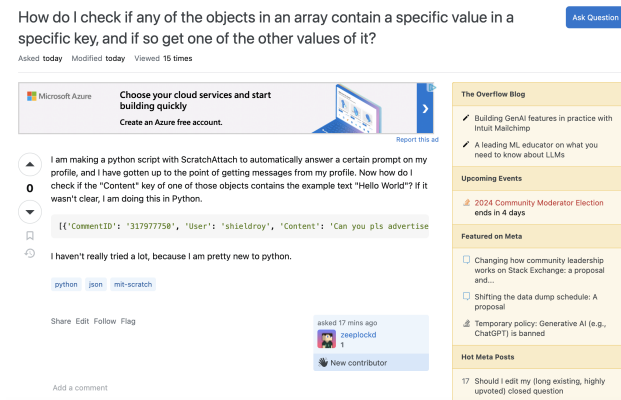 How do I check if any of the objects in an array contain a specific value in a
specific key, and if so get one of the other values of it?
Ask Question
Asked today Modified today Viewed 15 times
Microsoft Azure
Choose your cloud services and start
building quickly
Create an Azure free account.
Report this ad
0
I am making a python script with ScratchAttach to automatically answer a certain prompt on my
profile, and I have gotten up to the point of getting messages from my profile. Now how do I
check if the "Content" key of one of those objects contains the example text "Hello World"? If it
wasn't clear, I am doing this in Python.
[{'CommentID': '317977750', 'User': 'shieldroy', 'Content': 'Can you pls advertise
I haven't really tried a lot, because I am pretty new to python.
python json mit-scratch
Share Edit Follow Flag
asked 17 mins ago
zeeplockd
1
New contributor
Add a comment
The Overflow Blog
Building GenAI features in practice with
Intuit Mailchimp
A leading ML educator on what you
need to know about LLMs
Upcoming Events
2024 Community Moderator Election
ends in 4 days
Featured on Meta
Changing how community leadership
works on Stack Exchange: a proposal
and...
Shifting the data dump schedule: A
proposal
Temporary policy: Generative AI (e.g.,
ChatGPT) is banned
Hot Meta Posts
17 Should I edit my (long existing, highly
upvoted) closed question